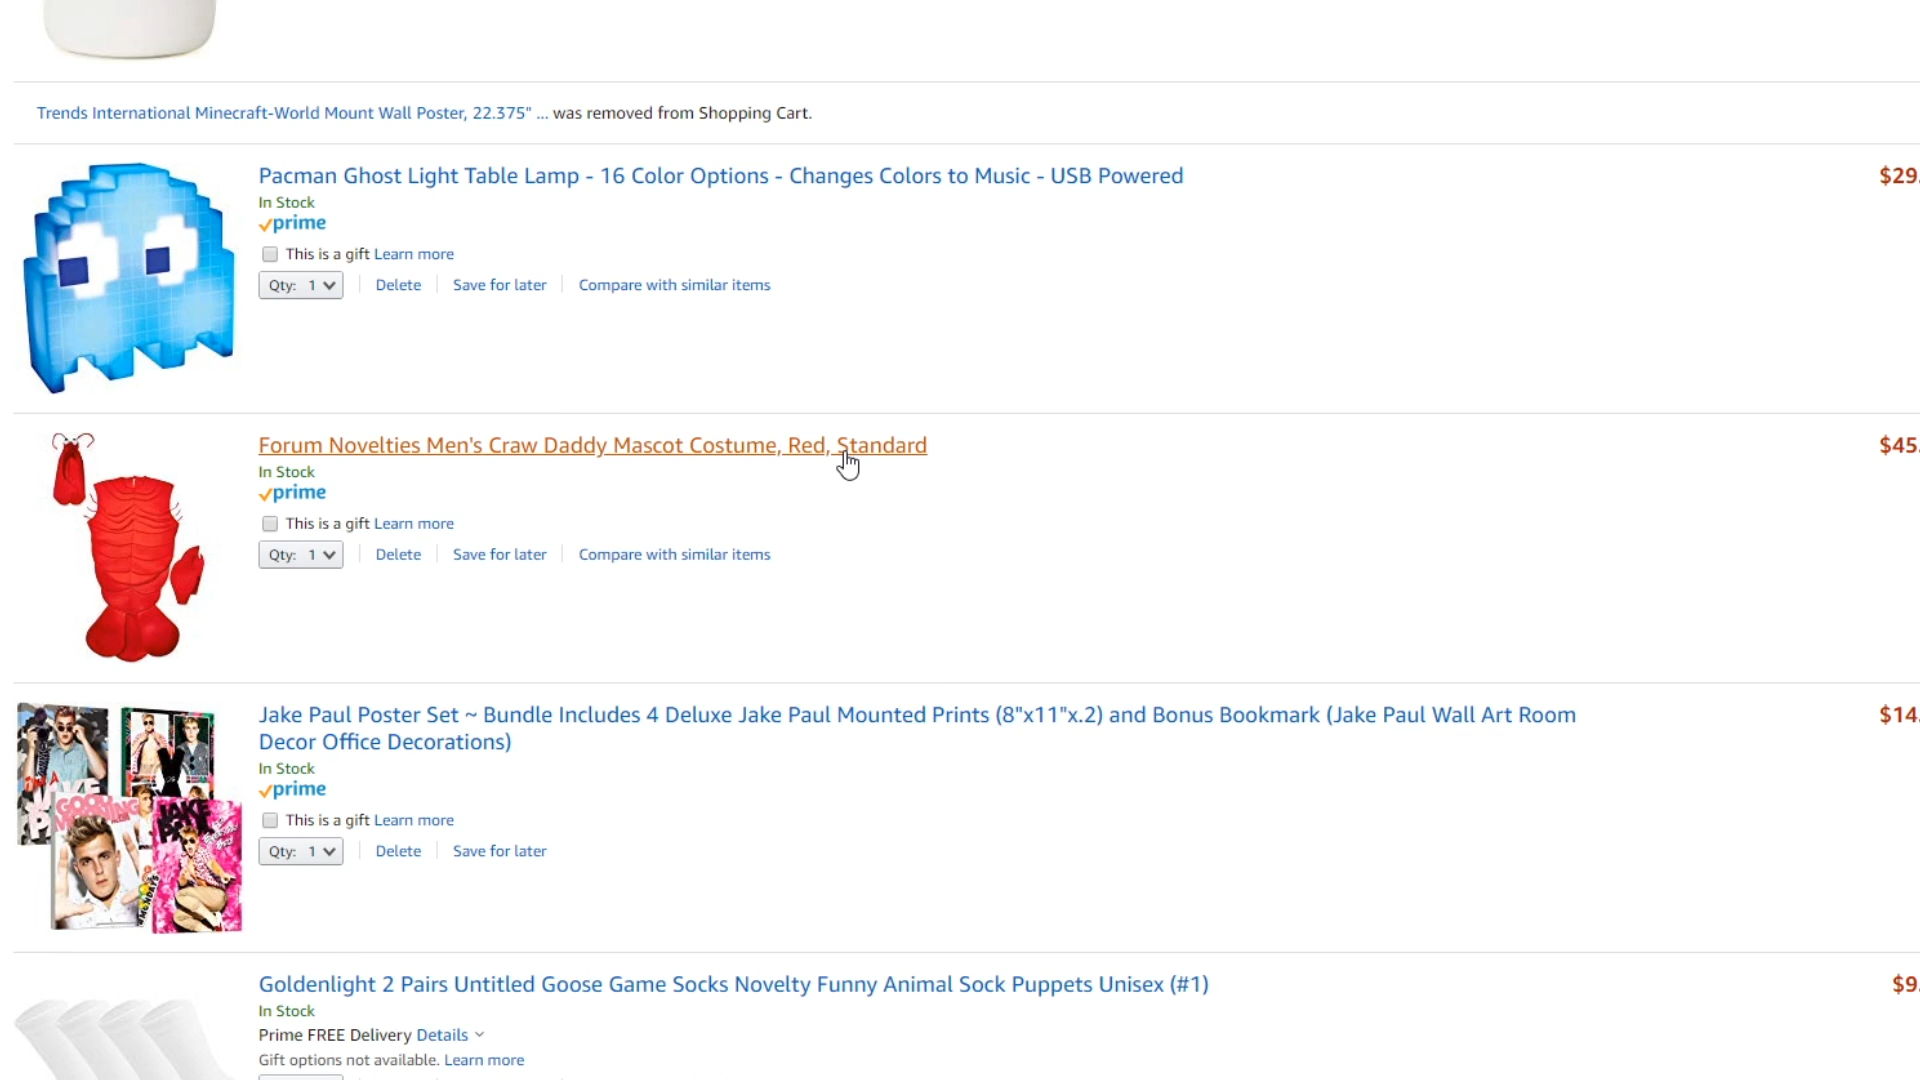 Trends International Minecraft-World Mount Wall Poster, 22.375" ... was removed from Shopping Cart.
Pacman Ghost Light Table Lamp - 16 Color Options - Changes Colors to Music - USB Powered
$29.
In Stock
prime
This is a gift Learn more
Qty: 1
Delete
Save for later
Compare with similar items
Forum Novelties Men's Craw Daddy Mascot Costume, Red, Standard
$45.
In Stock
prime
This is a gift Learn more
Qty: 1
Delete
Save for later
Compare with similar items
Jake Paul Poster Set ~ Bundle Includes 4 Deluxe Jake Paul Mounted Prints (8"x11"x.2) and Bonus Bookmark (Jake Paul Wall Art Room
Decor Office Decorations)
$14.
In Stock
prime
This is a gift Learn more
Qty: 1
Delete
Save for later
GOOD
MORNING
JAKE
Goldenlight 2 Pairs Untitled Goose Game Socks Novelty Funny Animal Sock Puppets Unisex (#1)
$9.
In Stock
Prime FREE Delivery Details
Gift options not available. Learn more